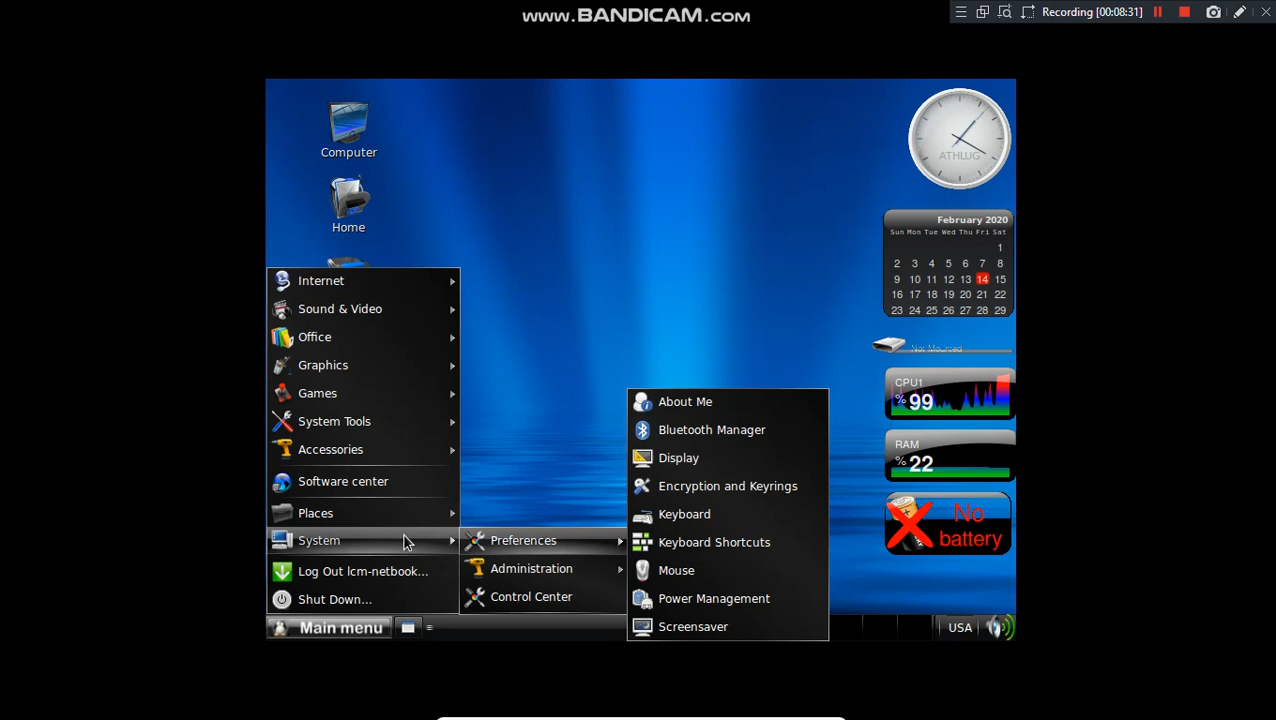 www.BANDICAM.com
Recording [00:08:31]
Computer
Home
ATHLUG
February 2020
Sun Mon Tue Wed Thu Fri Sat
1
2 3 4 5 6 7 8
9 10 11 12 13 14 15
16 17 18 19 20 21 22
23 24 25 26 27 28 29
Not Mounted
CPU1
% 99
RAM
% 22
No
battery
Internet
Sound & Video
Office
Graphics
Games
System Tools
Accessories
Software center
Places
System
Log Out lcm-netbook...
Shut Down...
Preferences
Administration
Control Center
About Me
Bluetooth Manager
Display
Encryption and Keyrings
Keyboard
Keyboard Shortcuts
Mouse
Power Management
Screensaver
Main menu
USA